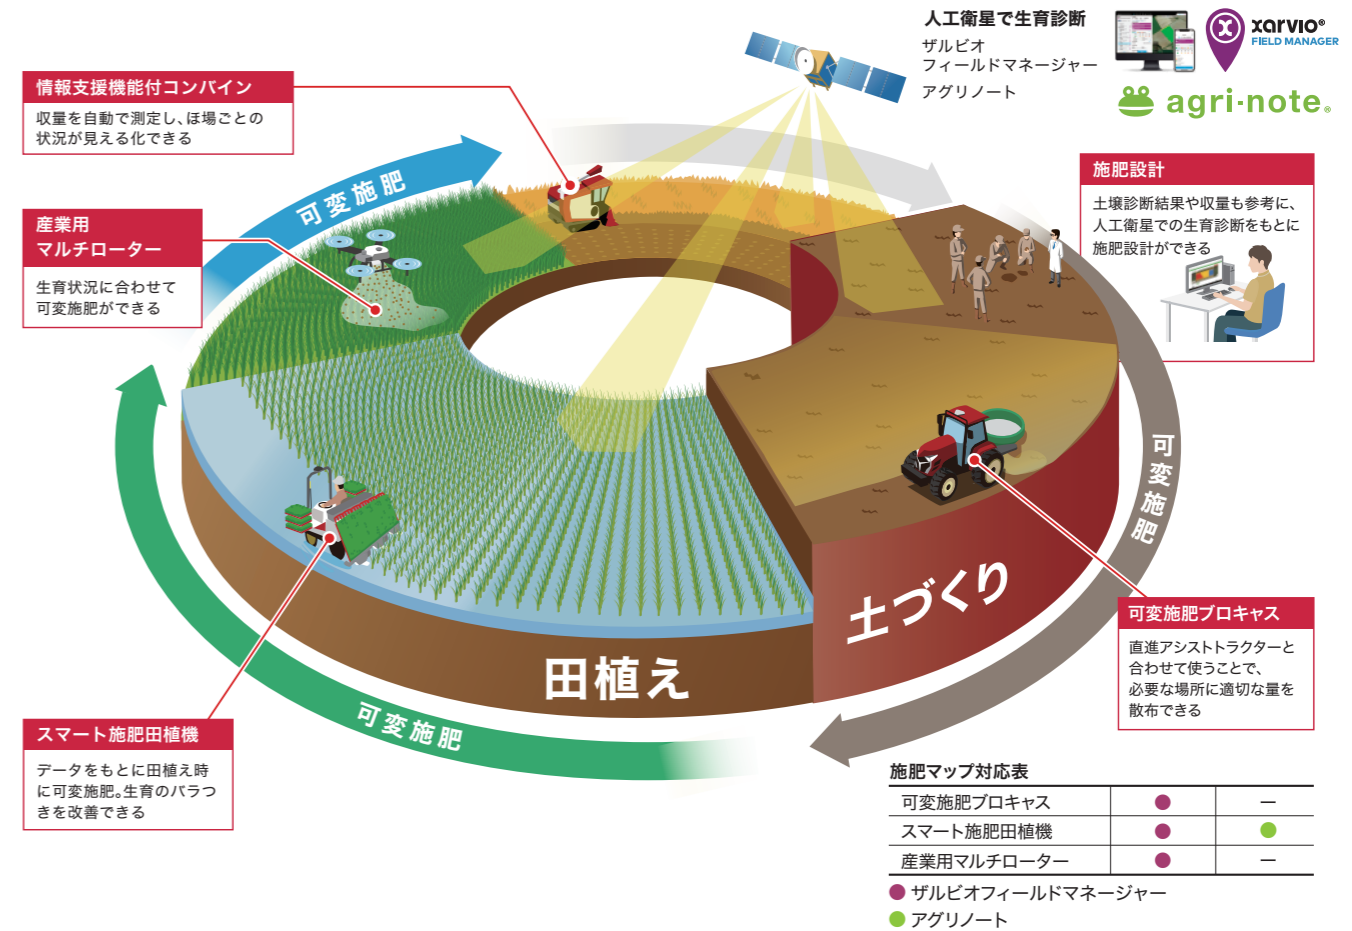 人工衛星で生育診断
ザルビオ
フィールドマネージャー
アグリノート
xarvio®
FIELD MANAGER
agri-note®
情報支援機能付コンバイン
収量を自動で測定し、ほ場ごとの
状況が見える化できる
産業用
マルチローター
生育状況に合わせて
可変施肥ができる
可変施肥
施肥設計
土壌診断結果や収量も参考に、
人工衛星での生育診断をもとに
施肥設計ができる
可変施肥
土づくり
田植え
可変施肥
可変施肥ブロキャス
直進アシストトラクターと
合わせて使うことで、
必要な場所に適切な量を
散布できる
スマート施肥田植機
データをもとに田植え時
に可変施肥。生育のバラつ
きを改善できる
施肥マップ対応表
可変施肥ブロキャス ● ー
スマート施肥田植機 ● ●
産業用マルチローター ● ー
● ザルビオフィールドマネージャー
● アグリノート